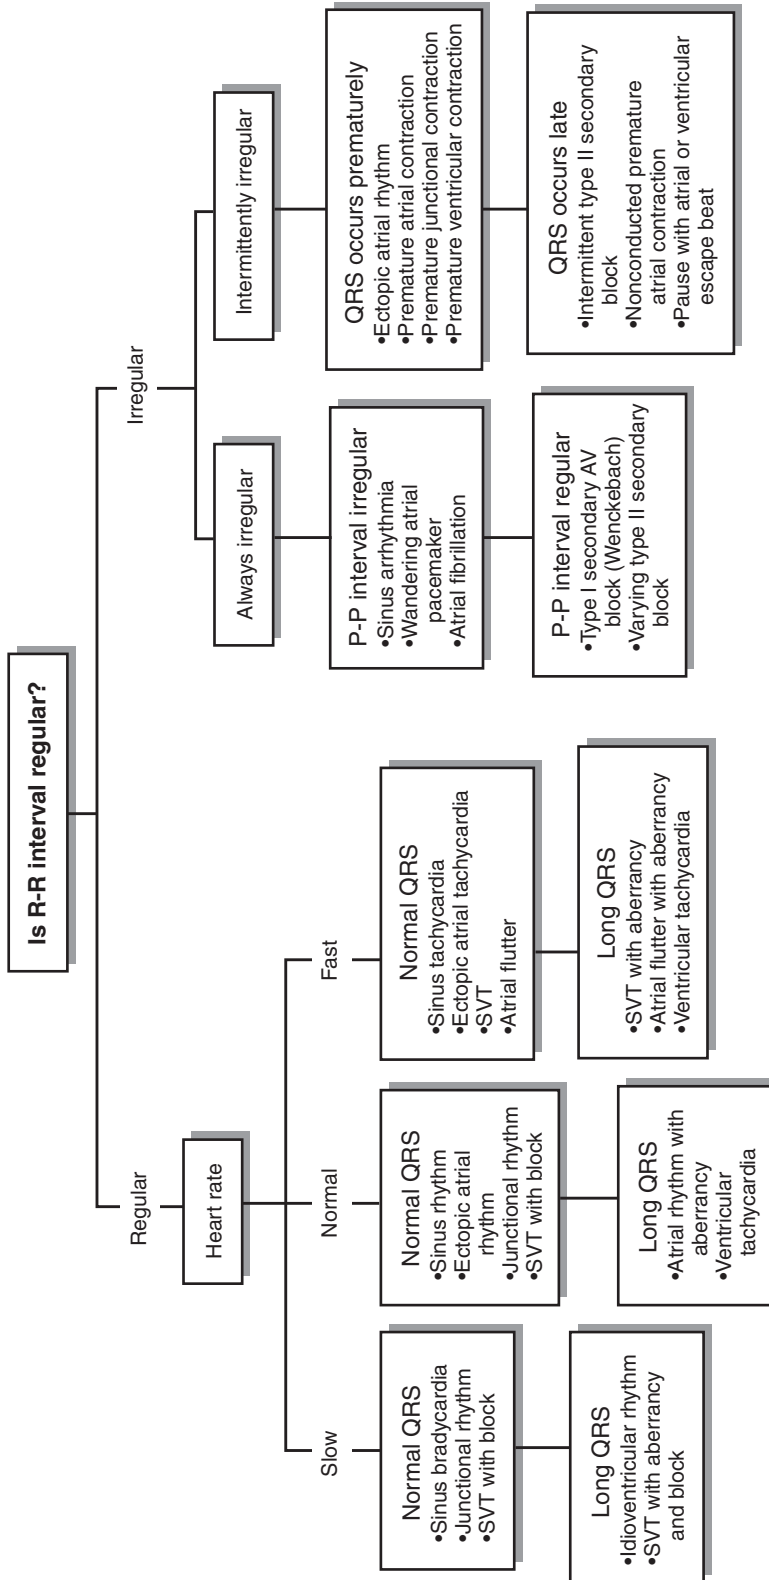 Is R-R interval regular?
Regular
Irregular
Heart rate
Slow
Normal
Fast
Normal QRS
•Sinus bradycardia
•Junctional rhythm
•SVT with block
Long QRS
•Idioventricular rhythm
•SVT with aberrancy
and block
Normal QRS
•Sinus rhythm
•Ectopic atrial
rhythm
•Junctional rhythm
•SVT with block
Long QRS
•Atrial rhythm with
aberrancy
•Ventricular
tachycardia
Normal QRS
•Sinus tachycardia
•Ectopic atrial tachycardia
•SVT
•Atrial flutter
Long QRS
•SVT with aberrancy
•Atrial flutter with aberrancy
•Ventricular tachycardia
Always irregular
P-P interval irregular
•Sinus arrhythmia
•Wandering atrial
pacemaker
•Atrial fibrillation
P-P interval regular
•Type I secondary AV
block (Wenckebach)
•Varying type II secondary
block
Intermittently irregular
QRS occurs prematurely
•Ectopic atrial rhythm
•Premature atrial contraction
•Premature junctional contraction
•Premature ventricular contraction
QRS occurs late
•Intermittent type II secondary
block
•Nonconducted premature
atrial contraction
•Pause with atrial or ventricular
escape beat